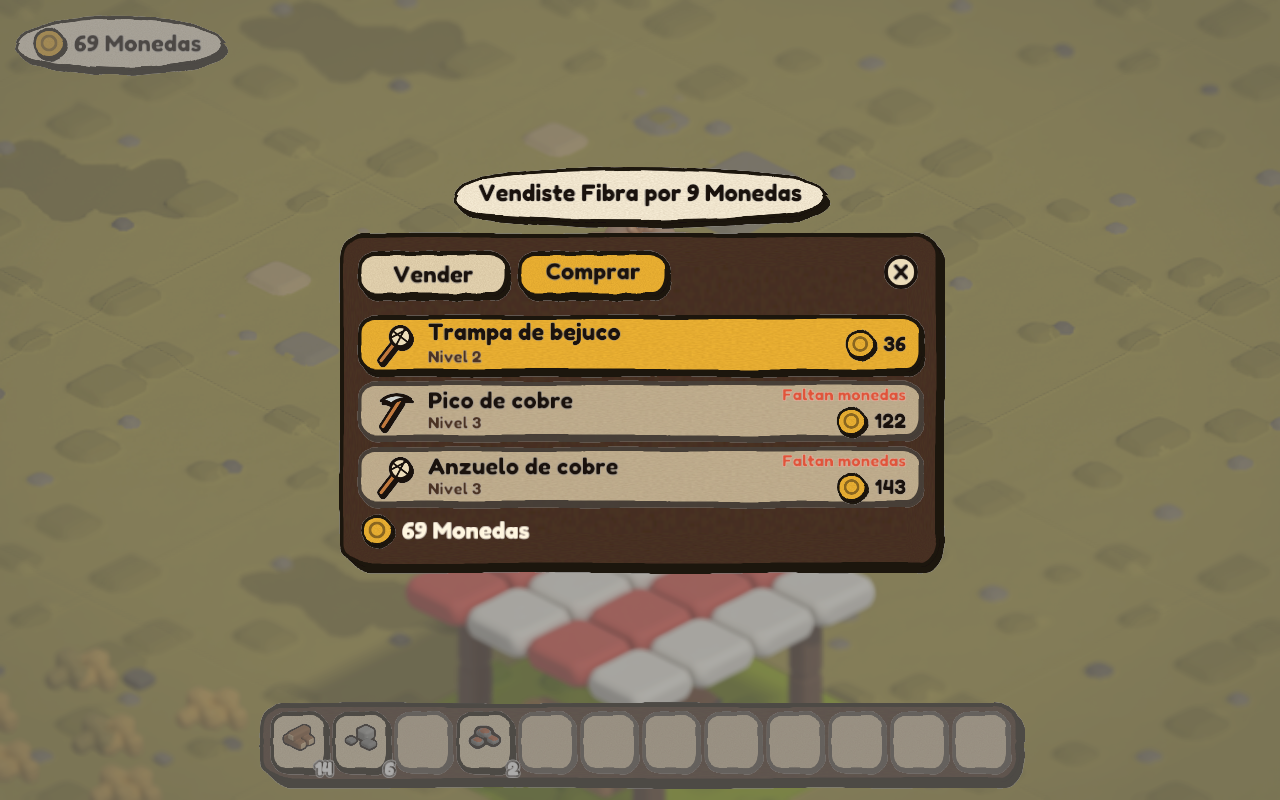 69 Monedas
Vendiste Fibra por 9 Monedas
Vender
Comprar
Trampa de bejuco
Nivel 2
36
Pico de cobre
Nivel 3
Faltan monedas
122
Anzuelo de cobre
Nivel 3
Faltan monedas
143
69 Monedas
14
6
2